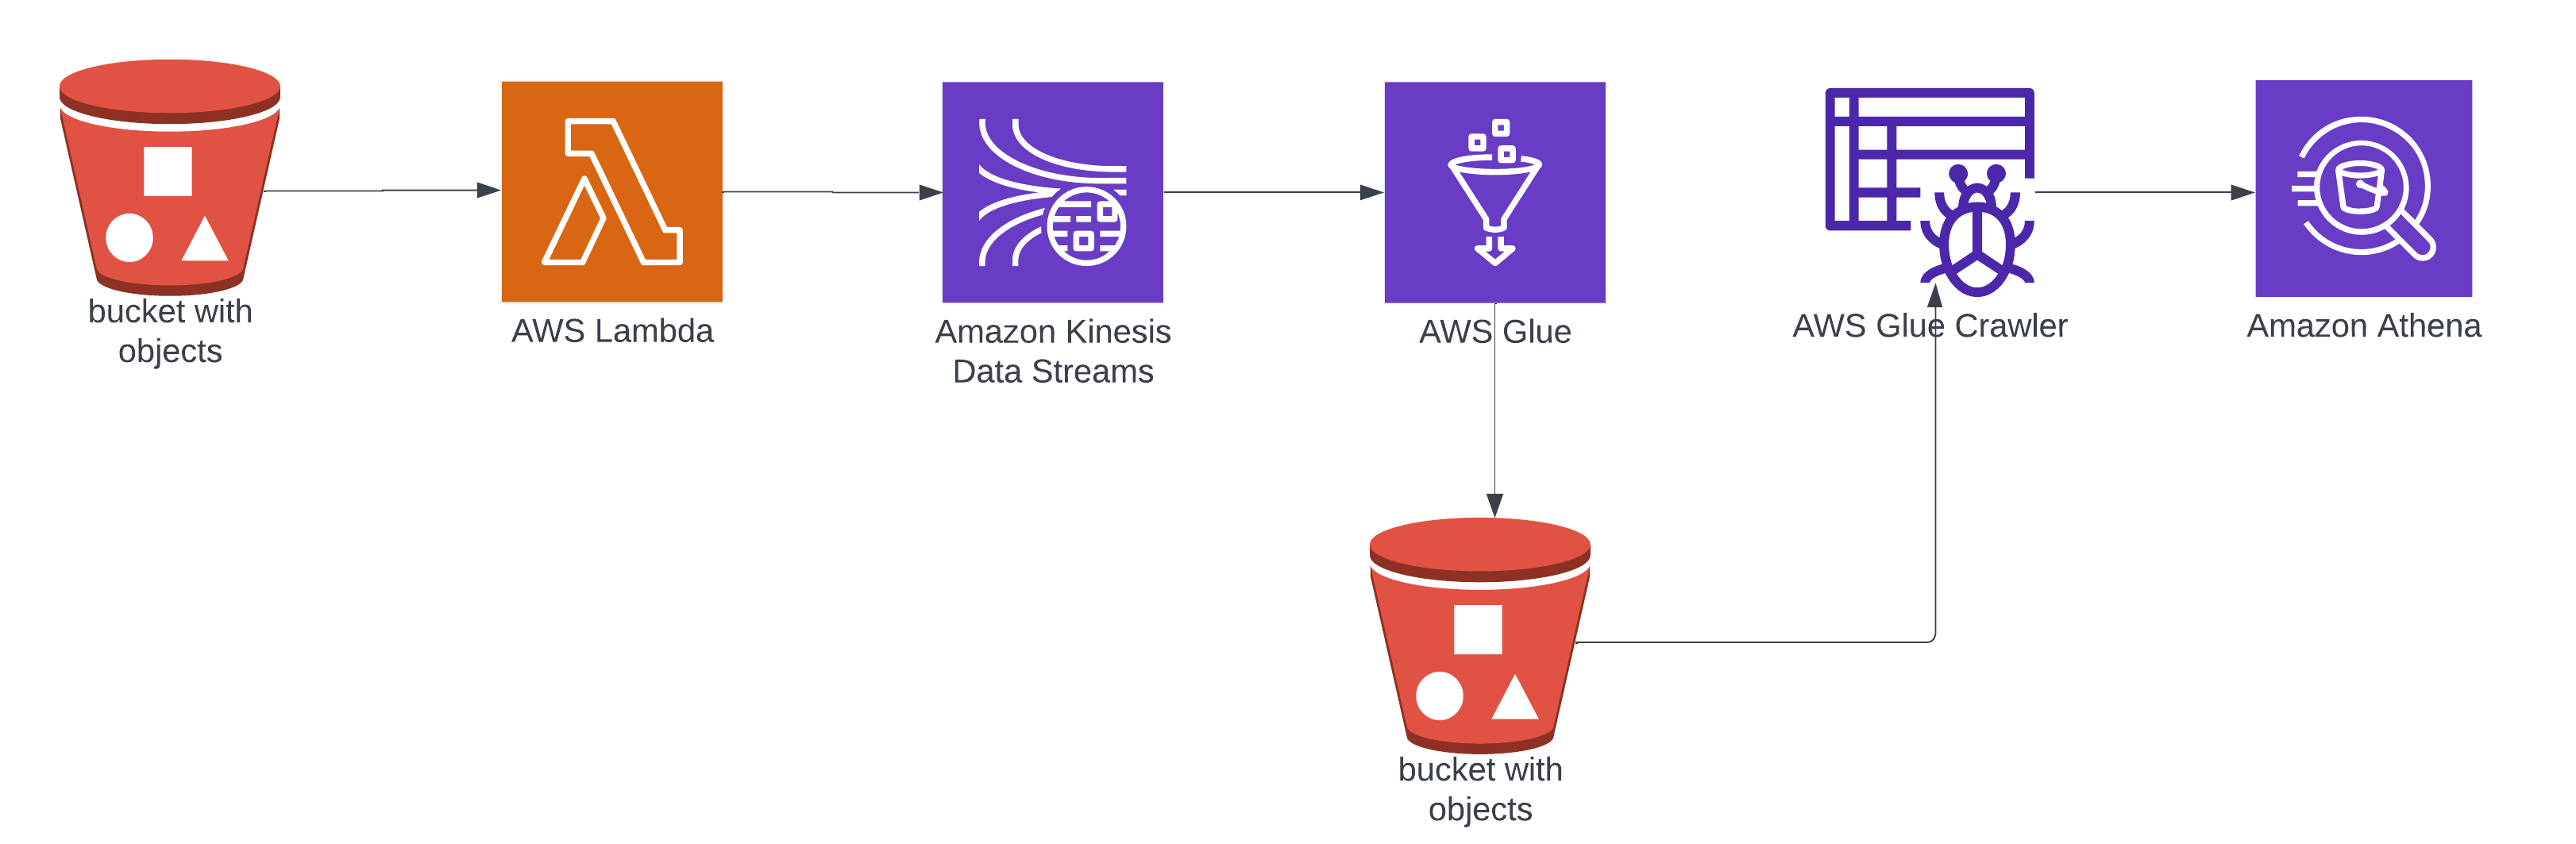 bucket with
objects
AWS Lambda
Amazon Kinesis
Data Streams
AWS Glue
AWS Glue Crawler
Amazon Athena
bucket with
objects